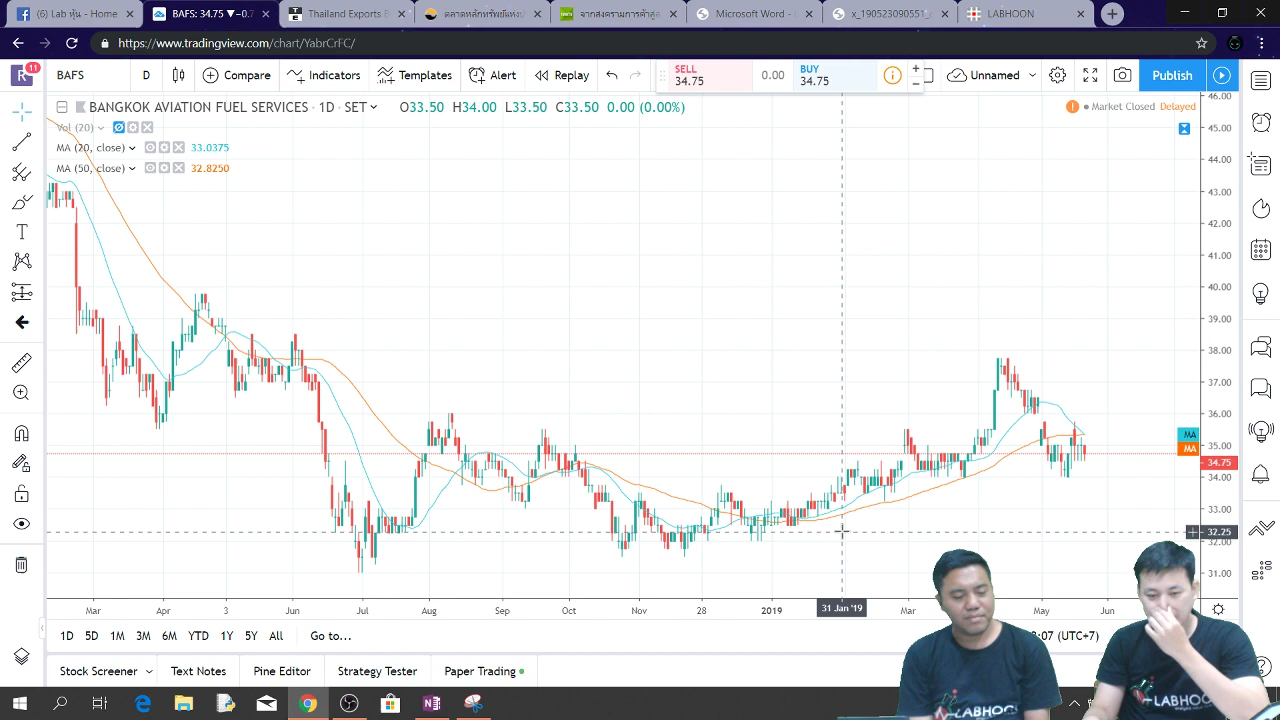 (6) Lab หุ้น - Home
BAFS: 34.75 ▼−0.7
Thailand Exports B
Microsoft Word -
x_1_90523090551_
LABHOON
https://www.tradingview.com/chart/YabrCrFC/
R 11
BAFS
D
Compare
Indicators
Templates
Alert
Replay
SELL
34.75
0.00
BUY
34.75
Unnamed
Publish
BANGKOK AVIATION FUEL SERVICES · 1D · SET
O33.50 H34.00 L33.50 C33.50 0.00 (0.00%)
Market Closed Delayed
Vol (20)
MA (20, close) 33.0375
MA (50, close) 32.8250
46.00
45.00
44.00
43.00
42.00
41.00
40.00
39.00
38.00
37.00
36.00
MA
35.00
MA
34.75
34.00
33.00
32.25
32.00
31.00
Mar Apr 3 Jun Jul Aug Sep Oct Nov 28 2019 31 Jan '19 Mar May Jun
1D 5D 1M 3M 6M YTD 1Y 5Y All Go to... :07 (UTC+7)
Stock Screener Text Notes Pine Editor Strategy Tester Paper Trading
LABHOO
LABHOON